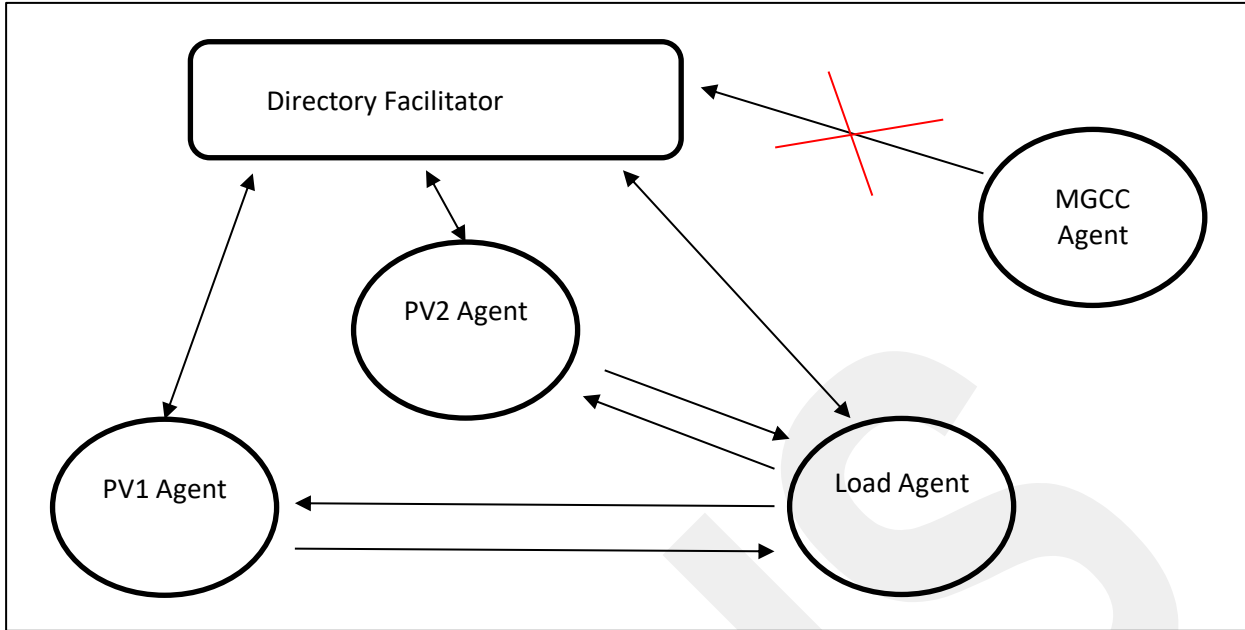 Directory Facilitator
MGCC
Agent
PV2 Agent
PV1 Agent
Load Agent